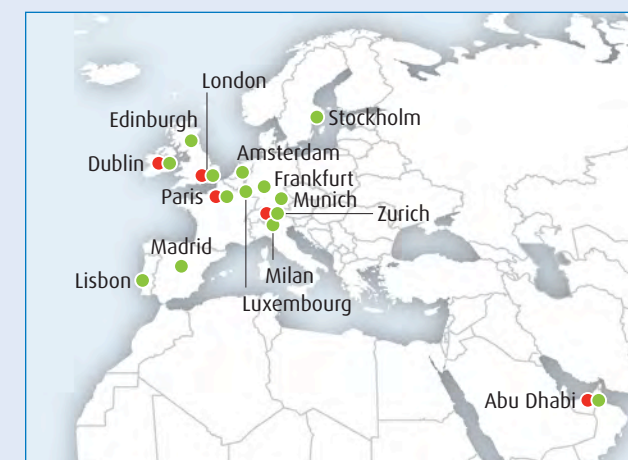 London
Edinburgh
Stockholm
Dublin
Amsterdam
Frankfurt
Paris
Munich
Zurich
Madrid
Lisbon
Milan
Luxembourg
Abu Dhabi